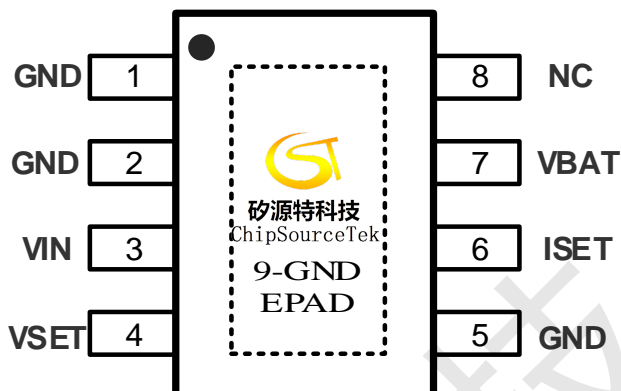 GND 1 8 NC
GND 2 7 VBAT
VIN 3 6 ISET
VSET 4 5 GND
ST
矽源特科技
ChipSourceTek
9-GND
EPAD